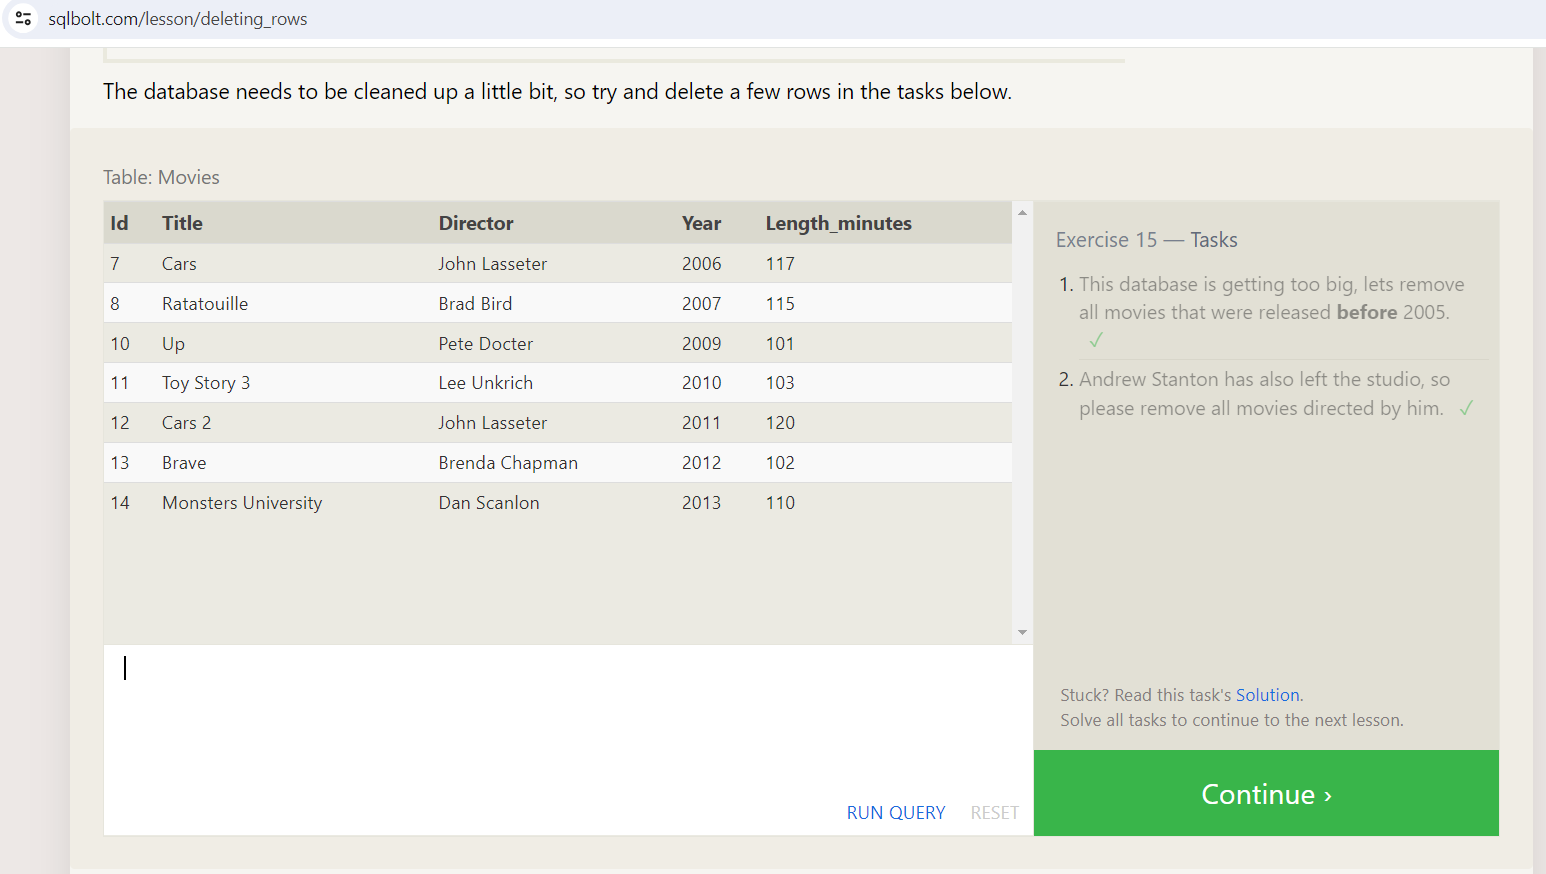 sqlbolt.com/lesson/deleting_rows
The database needs to be cleaned up a little bit, so try and delete a few rows in the tasks below.
Table: Movies
Id Title Director Year Length_minutes
7 Cars John Lasseter 2006 117
8 Ratatouille Brad Bird 2007 115
10 Up Pete Docter 2009 101
11 Toy Story 3 Lee Unkrich 2010 103
12 Cars 2 John Lasseter 2011 120
13 Brave Brenda Chapman 2012 102
14 Monsters University Dan Scanlon 2013 110
RUN QUERY RESET
Exercise 15 — Tasks
1. This database is getting too big, lets remove
all movies that were released before 2005.
✓
2. Andrew Stanton has also left the studio, so
please remove all movies directed by him. ✓
Stuck? Read this task's Solution.
Solve all tasks to continue to the next lesson.
Continue ›